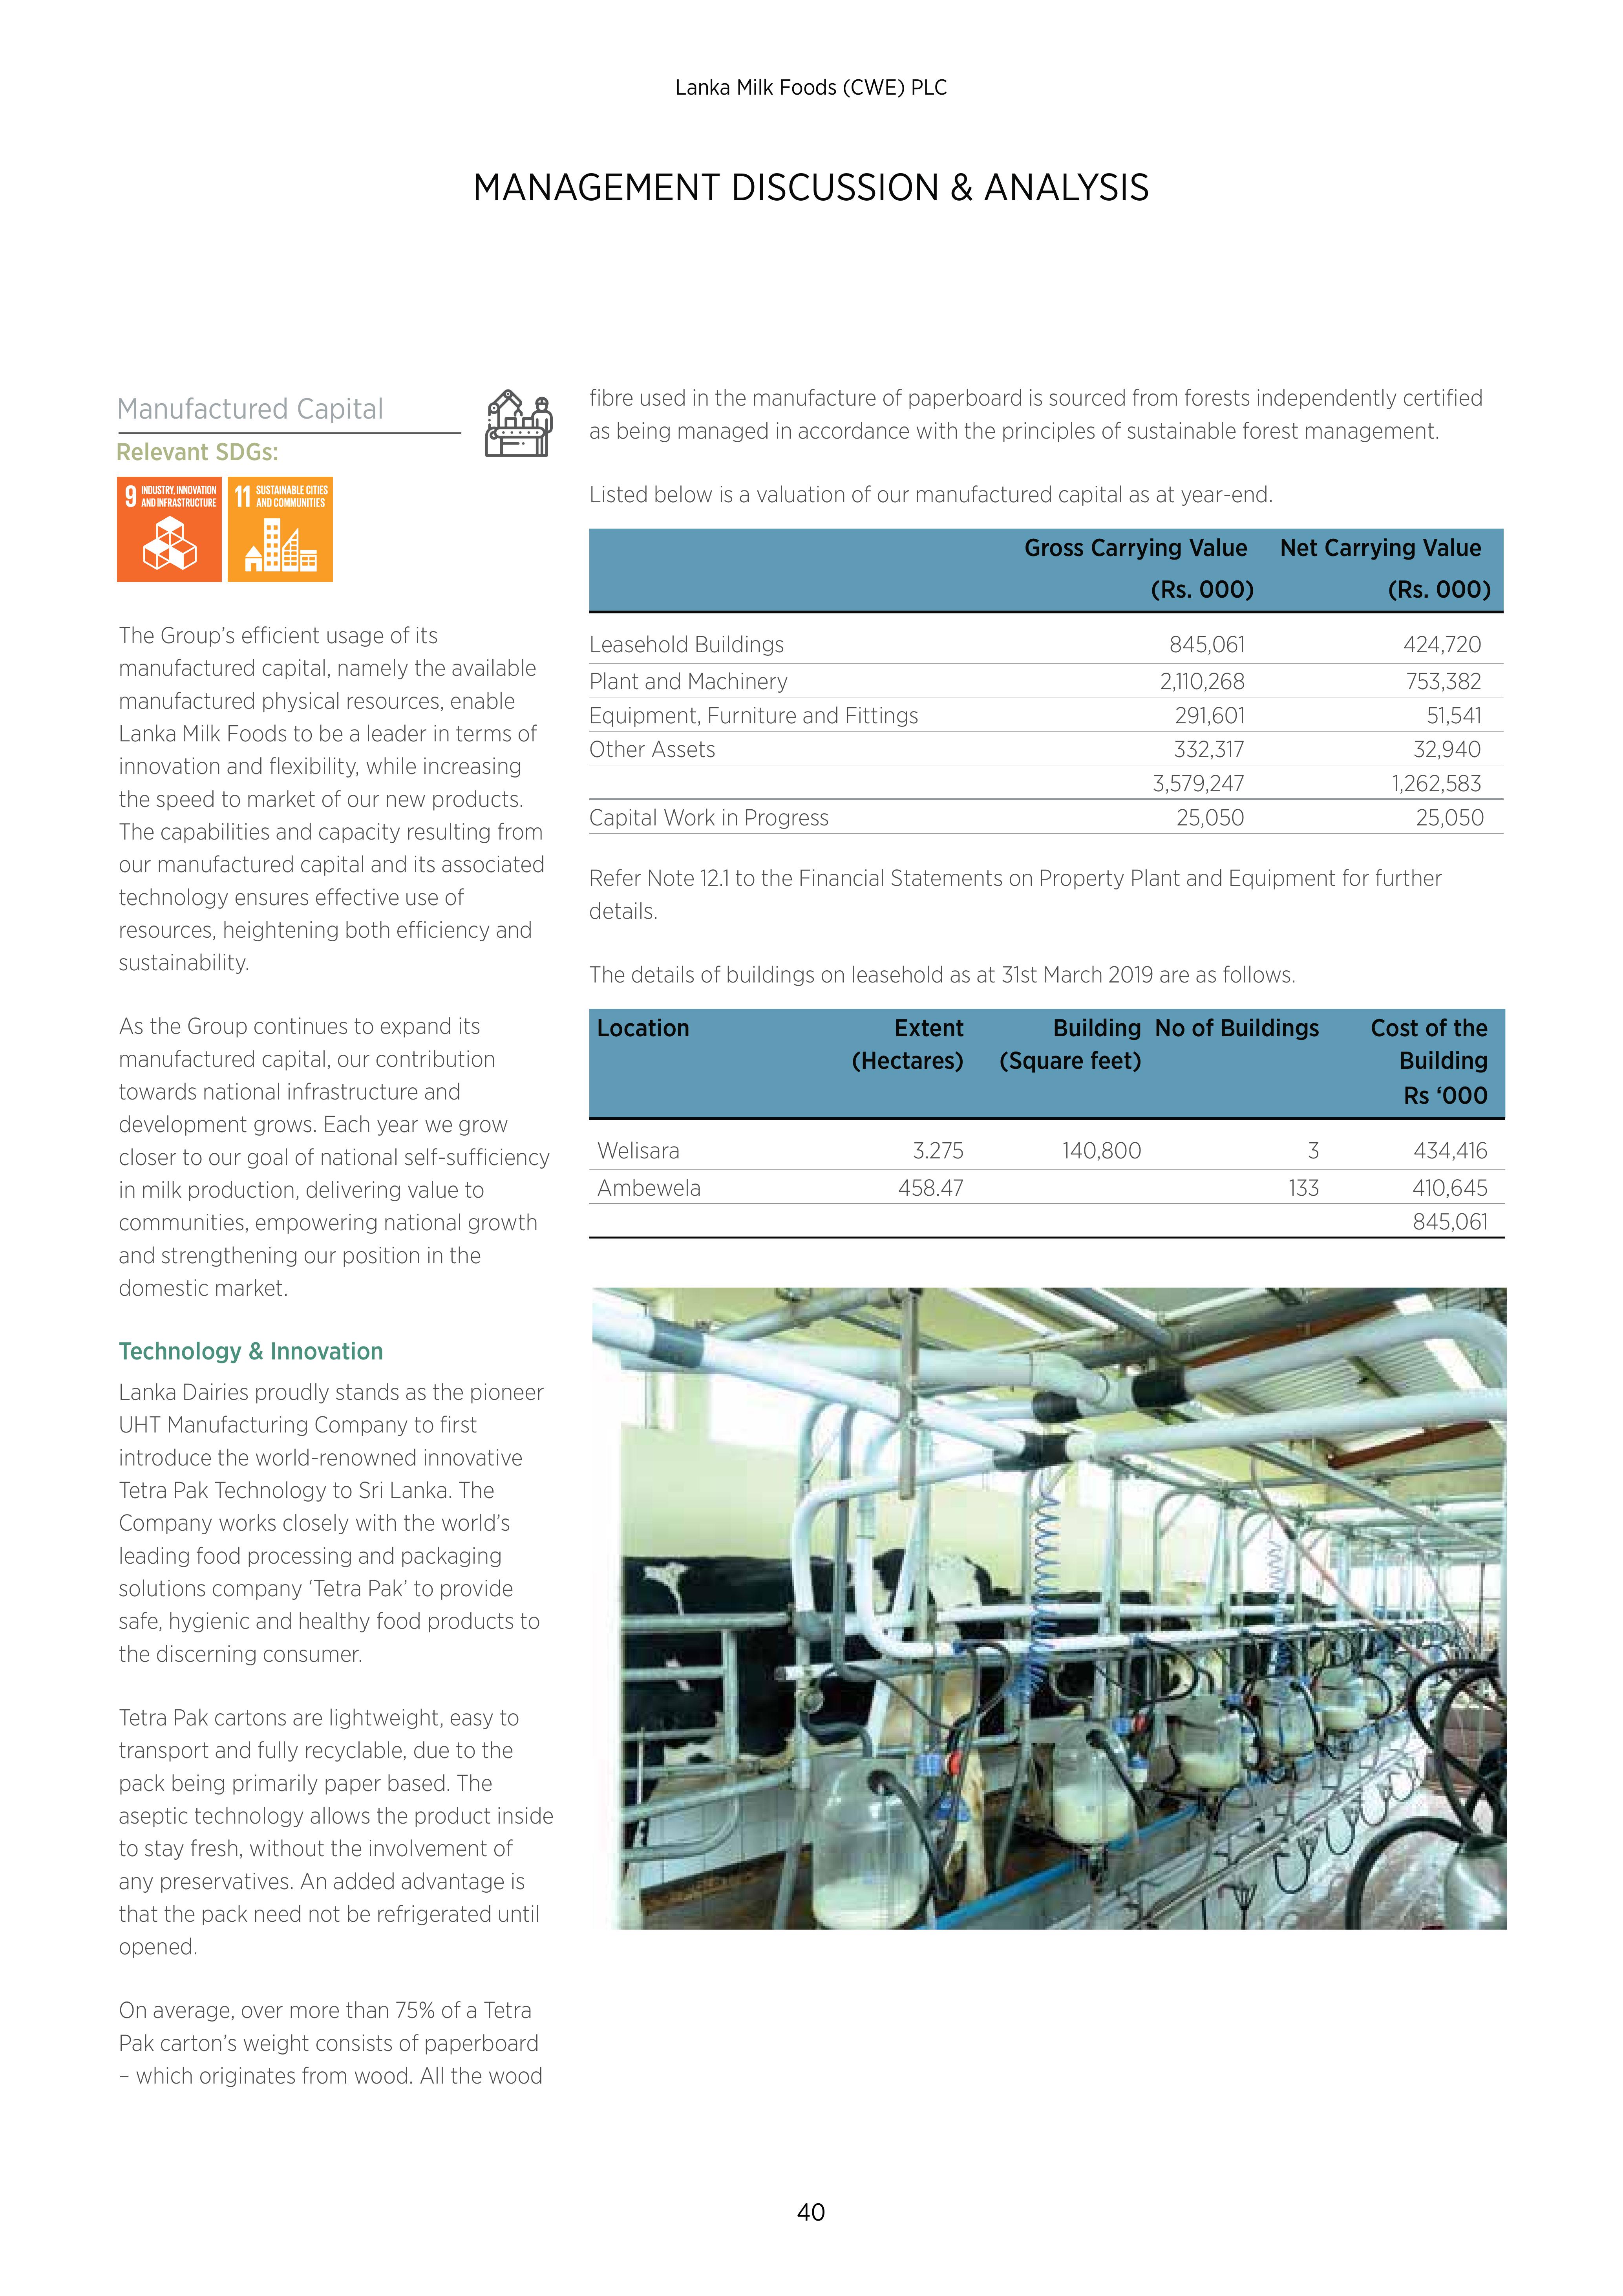 Lanka Milk Foods (CWE) PLC
MANAGEMENT DISCUSSION & ANALYSIS
Manufactured Capital
Relevant SDGs:
9 INDUSTRY, INNOVATION AND INFRASTRUCTURE
11 SUSTAINABLE CITIES AND COMMUNITIES
The Group's efficient usage of its
manufactured capital, namely the available
manufactured physical resources, enable
Lanka Milk Foods to be a leader in terms of
innovation and flexibility, while increasing
the speed to market of our new products.
The capabilities and capacity resulting from
our manufactured capital and its associated
technology ensures effective use of
resources, heightening both efficiency and
sustainability.
As the Group continues to expand its
manufactured capital, our contribution
towards national infrastructure and
development grows. Each year we grow
closer to our goal of national self-sufficiency
in milk production, delivering value to
communities, empowering national growth
and strengthening our position in the
domestic market.
Technology & Innovation
Lanka Dairies proudly stands as the pioneer
UHT Manufacturing Company to first
introduce the world-renowned innovative
Tetra Pak Technology to Sri Lanka. The
Company works closely with the world's
leading food processing and packaging
solutions company 'Tetra Pak' to provide
safe, hygienic and healthy food products to
the discerning consumer.
Tetra Pak cartons are lightweight, easy to
transport and fully recyclable, due to the
pack being primarily paper based. The
aseptic technology allows the product inside
to stay fresh, without the involvement of
any preservatives. An added advantage is
that the pack need not be refrigerated until
opened.
On average, over more than 75% of a Tetra
Pak carton's weight consists of paperboard
– which originates from wood. All the wood
fibre used in the manufacture of paperboard is sourced from forests independently certified
as being managed in accordance with the principles of sustainable forest management.
Listed below is a valuation of our manufactured capital as at year-end.
Gross Carrying Value Net Carrying Value
(Rs. 000) (Rs. 000)
Leasehold Buildings 845,061 424,720
Plant and Machinery 2,110,268 753,382
Equipment, Furniture and Fittings 291,601 51,541
Other Assets 332,317 32,940
3,579,247 1,262,583
Capital Work in Progress 25,050 25,050
Refer Note 12.1 to the Financial Statements on Property Plant and Equipment for further
details.
The details of buildings on leasehold as at 31st March 2019 are as follows.
Location Extent Building No of Buildings Cost of the
(Hectares) (Square feet) Building
Rs '000
Welisara 3.275 140,800 3 434,416
Ambewela 458.47 133 410,645
845,061
40